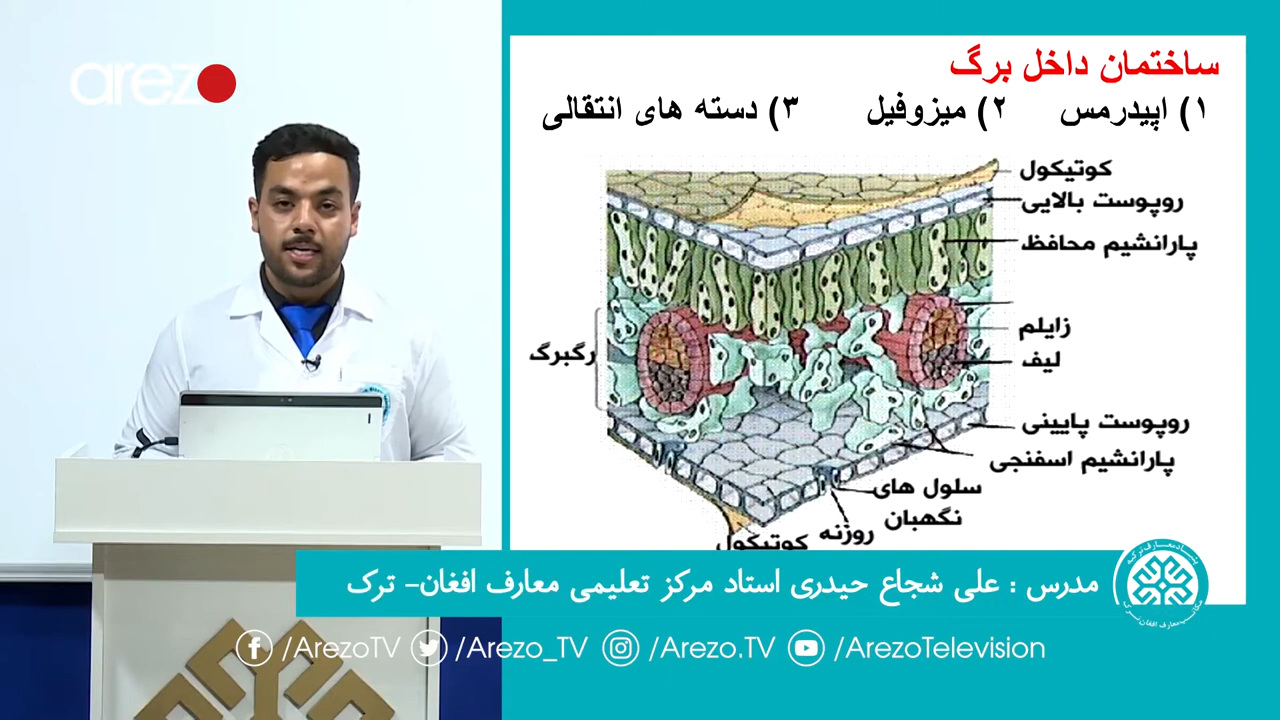 arezo
ساختمان داخل برگ
۱) اپیدرمس ۲) میزوفیل ۳) دسته های انتقالی
کوتیکول
روپوست بالایی
پارانشیم محافظ
زایلم
لیف
رگبرگ
روپوست پایینی
پارانشیم اسفنجی
سلول های
نگهبان
روزنه
کوتیکول
مدرس : علی شجاع حیدری استاد مرکز تعلیمی معارف افغان- ترک
/ArezoTV /Arezo_TV /Arezo.TV /ArezoTelevision